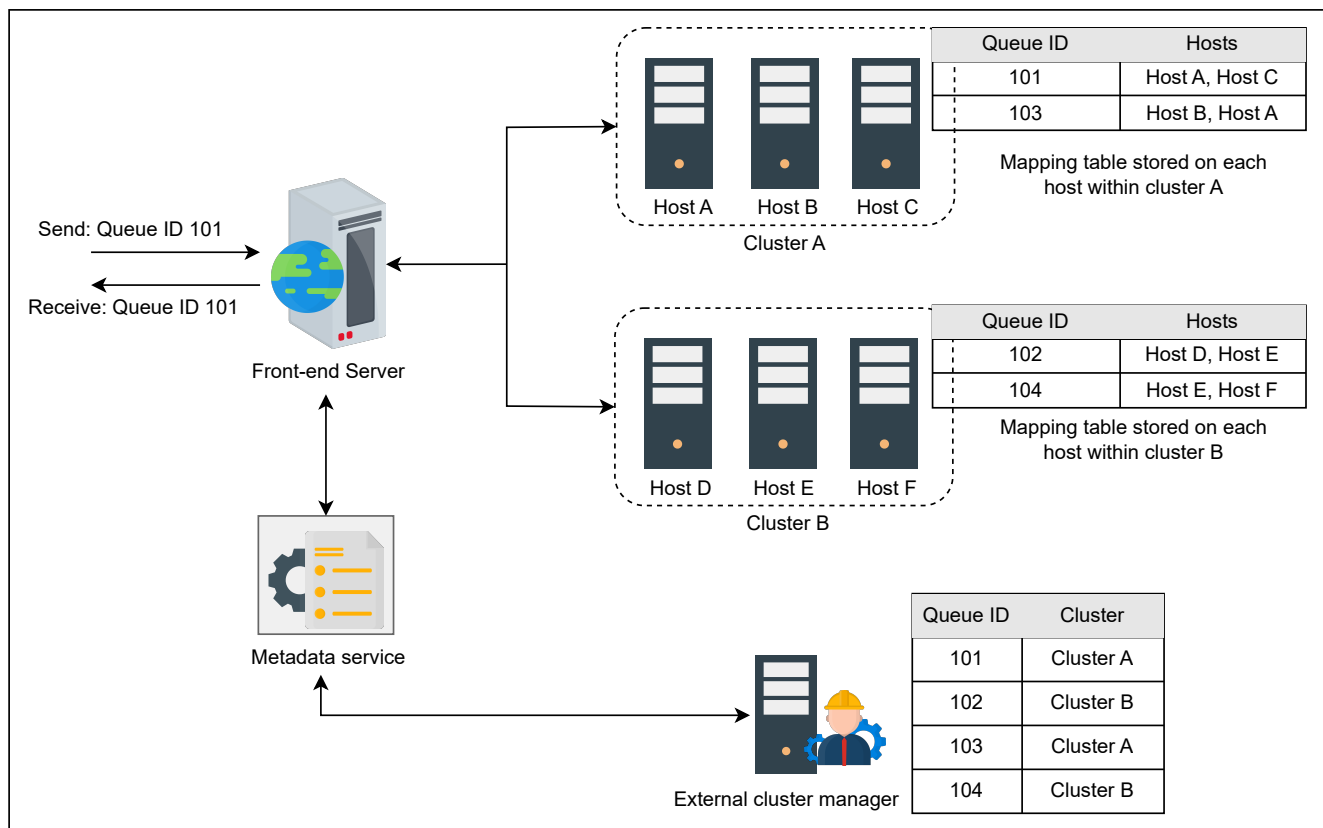 Send: Queue ID 101
Receive: Queue ID 101
Front-end Server
Host A
Host B
Host C
Cluster A
Queue ID Hosts
101 Host A, Host C
103 Host B, Host A
Mapping table stored on each
host within cluster A
Host D
Host E
Host F
Cluster B
Queue ID Hosts
102 Host D, Host E
104 Host E, Host F
Mapping table stored on each
host within cluster B
Metadata service
External cluster manager
Queue ID Cluster
101 Cluster A
102 Cluster B
103 Cluster A
104 Cluster B